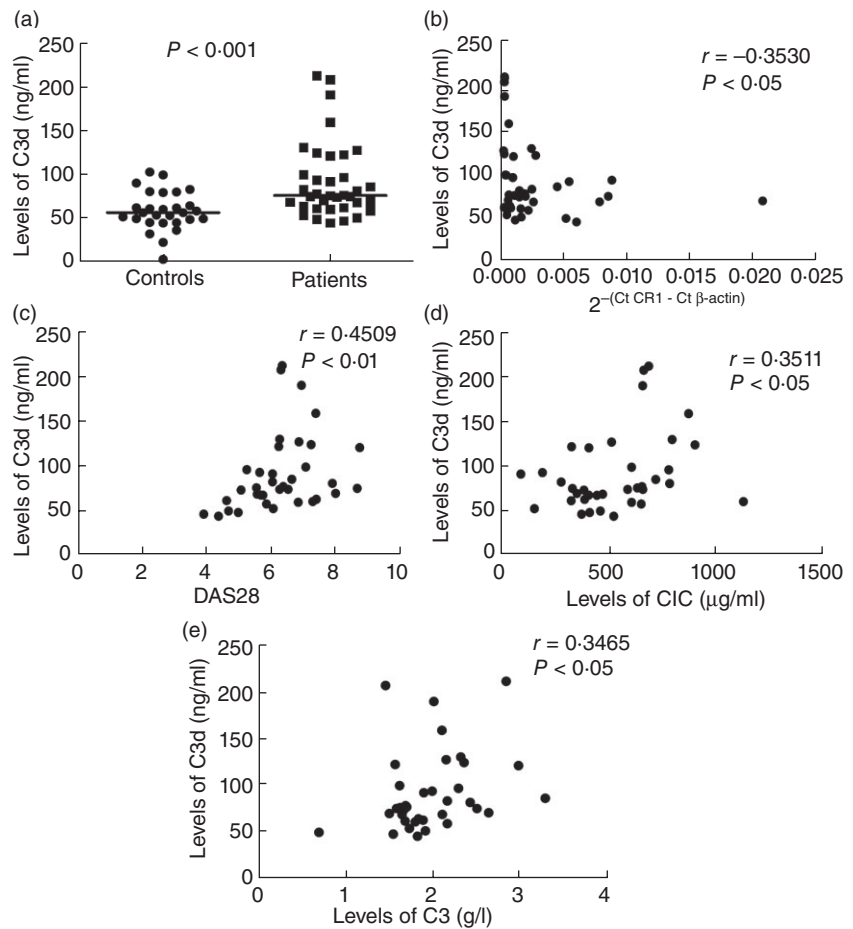 (a)
250
200
150
100
50
0
Levels of C3d (ng/ml)
P < 0·001
Controls
Patients
(b)
250
200
150
100
50
0
Levels of C3d (ng/ml)
r = –0·3530
P < 0·05
0·000 0·005 0·010 0·015 0·020 0·025
2–(Ct CR1 - Ct β-actin)
(c)
250
200
150
100
50
0
Levels of C3d (ng/ml)
r = 0·4509
P < 0·01
0 2 4 6 8 10
DAS28
(d)
250
200
150
100
50
0
Levels of C3d (ng/ml)
r = 0·3511
P < 0·05
0 500 1000 1500
Levels of CIC (μg/ml)
(e)
250
200
150
100
50
0
Levels of C3d (ng/ml)
r = 0·3465
P < 0·05
0 1 2 3 4
Levels of C3 (g/l)